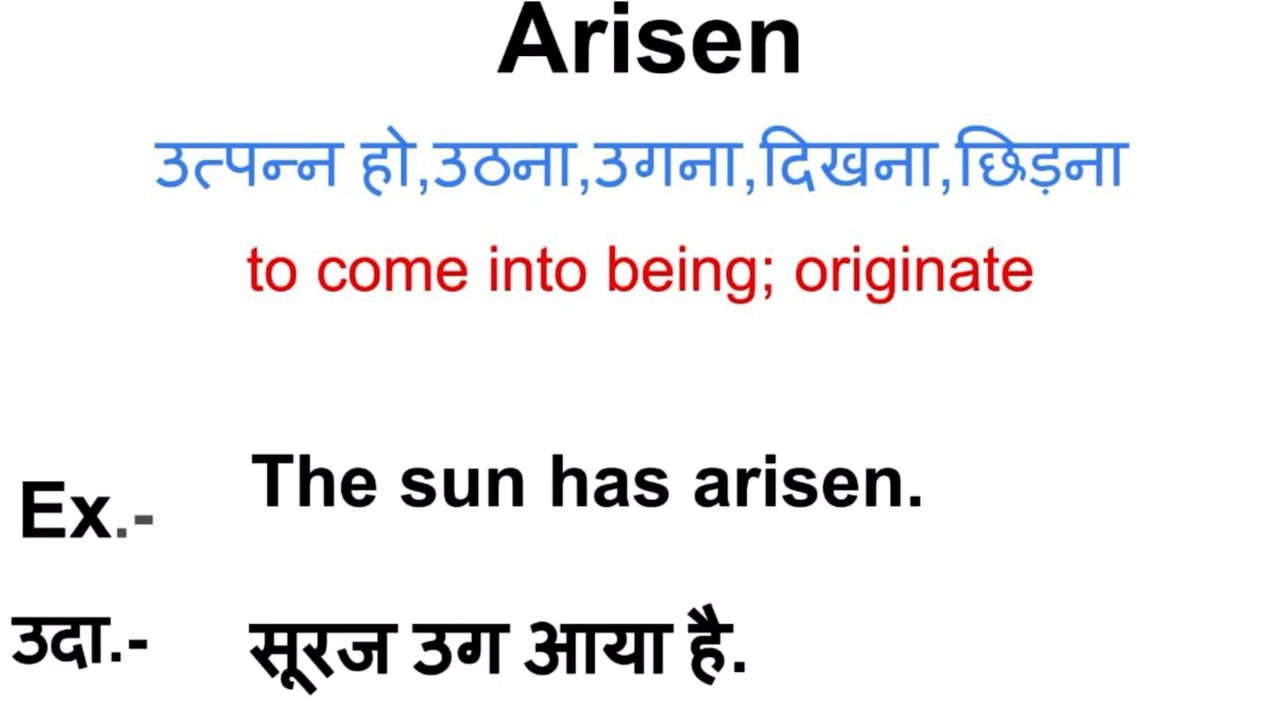 Arisen
उत्पन्न हो,उठना,उगना,दिखना,छिड़ना
to come into being; originate
Ex.- The sun has arisen.
उदा.- सूरज उग आया है.